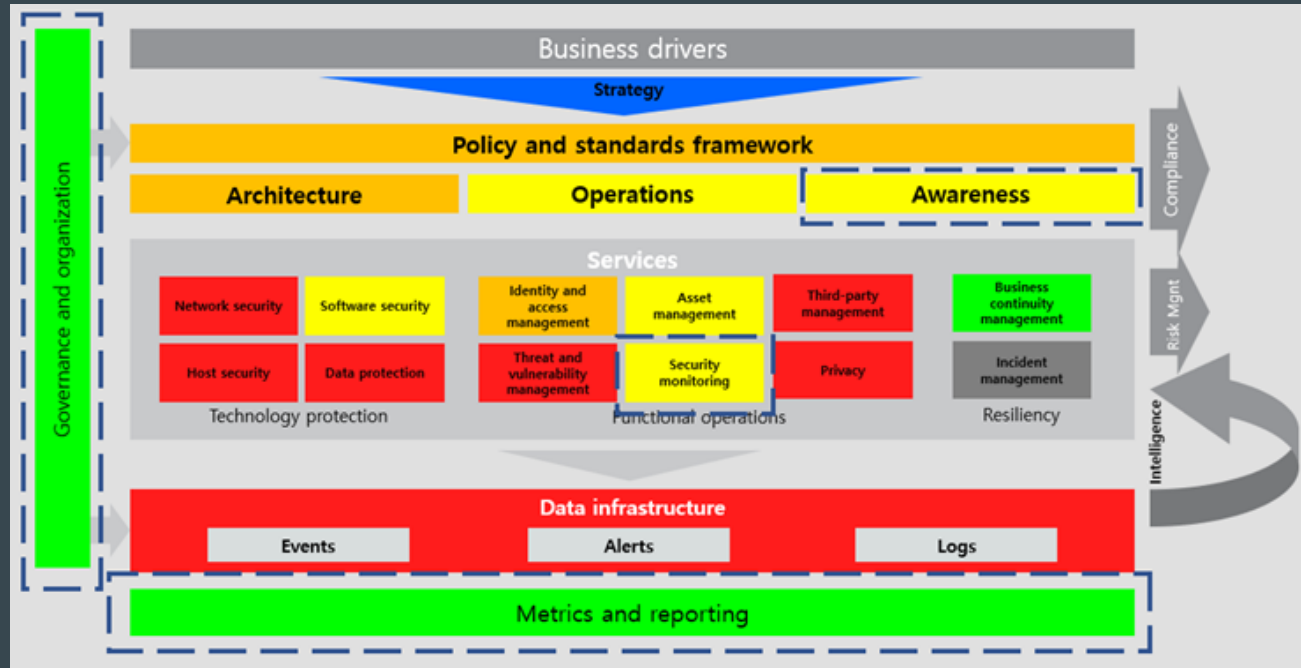 Business drivers
Strategy
Policy and standards framework
Architecture
Operations
Awareness
Governance and organization
Compliance
Risk Mgnt
Intelligence
Services
Network security
Software security
Host security
Data protection
Technology protection
Identity and
access
management
Asset
management
Third-party
management
Threat and
vulnerability
management
Security
monitoring
Privacy
Functional operations
Business
continuity
management
Incident
management
Resiliency
Data infrastructure
Events
Alerts
Logs
Metrics and reporting